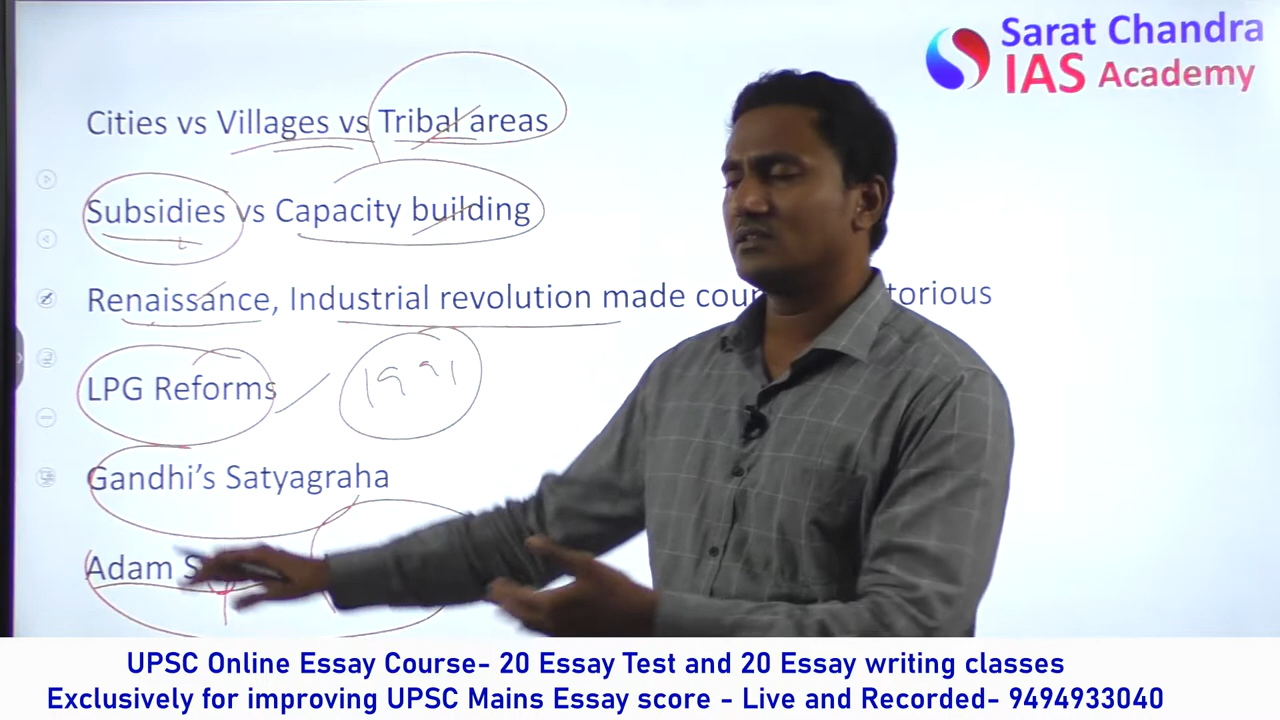 Sarat Chandra
IAS Academy
Cities vs Villages vs Tribal areas
Subsidies vs Capacity building
Renaissance, Industrial revolution made
LPG Reforms 1991
Gandhi's Satyagraha
Adam
UPSC Online Essay Course- 20 Essay Test and 20 Essay writing classes
Exclusively for improving UPSC Mains Essay score - Live and Recorded- 9494933040